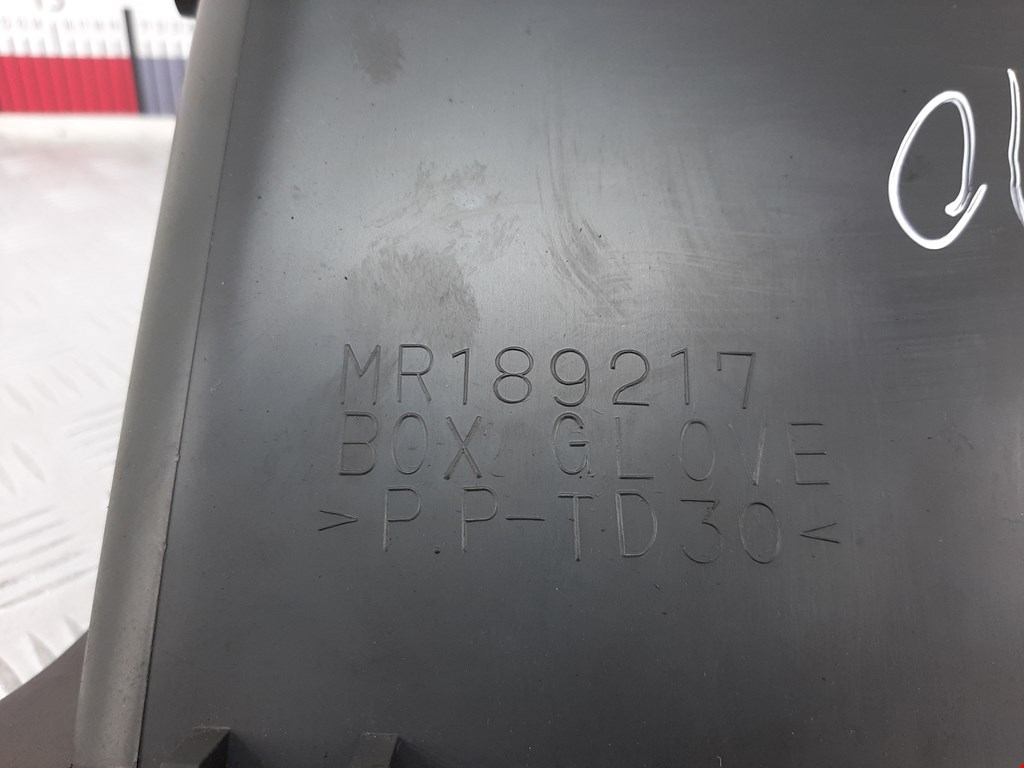 MR189217
BOX GLOVE
>P.P-TD30<